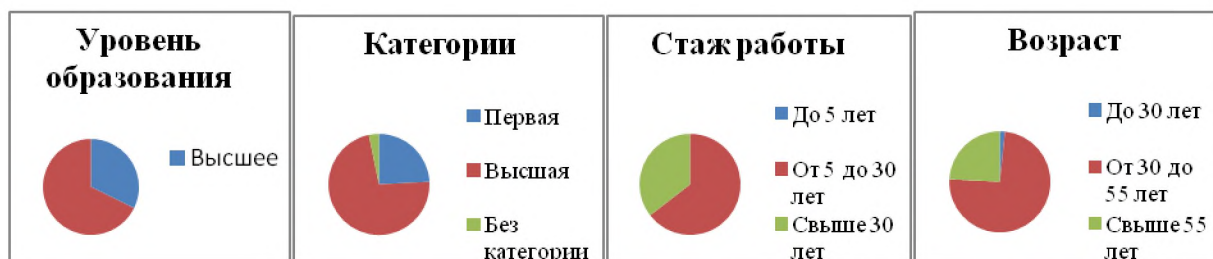 Уровень
образования
Высшее
Категории
Первая
Высшая
Без
категории
Стаж работы
До 5 лет
От 5 до 30
лет
Свыше 30
лет
Возраст
До 30 лет
От 30 до
55 лет
Свыше 55
лет